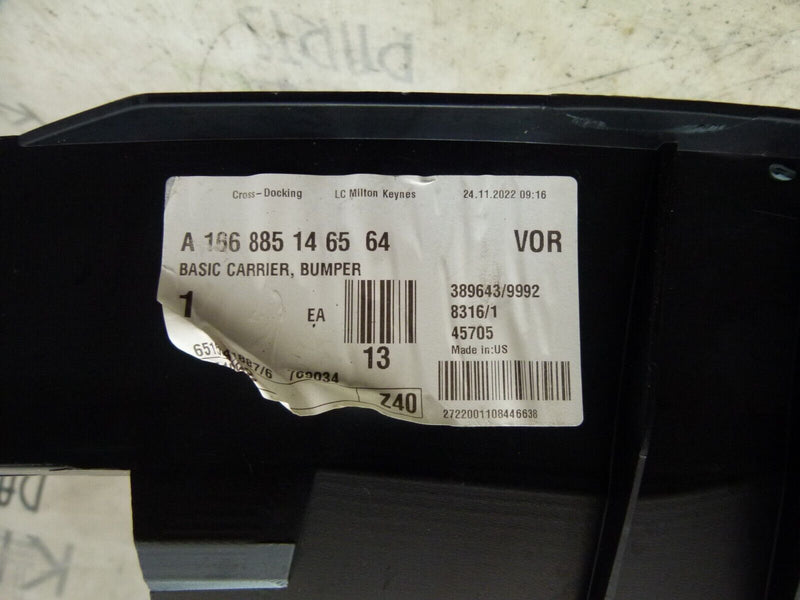 Cross-Docking LC Milton Keynes 24.11.2022 09:16
A 166 885 14 65 64 VOR
BASIC CARRIER, BUMPER
389643/9992
1 EA 8316/1
45705
13 Made in:US
/69034
Z40
2722001108446638